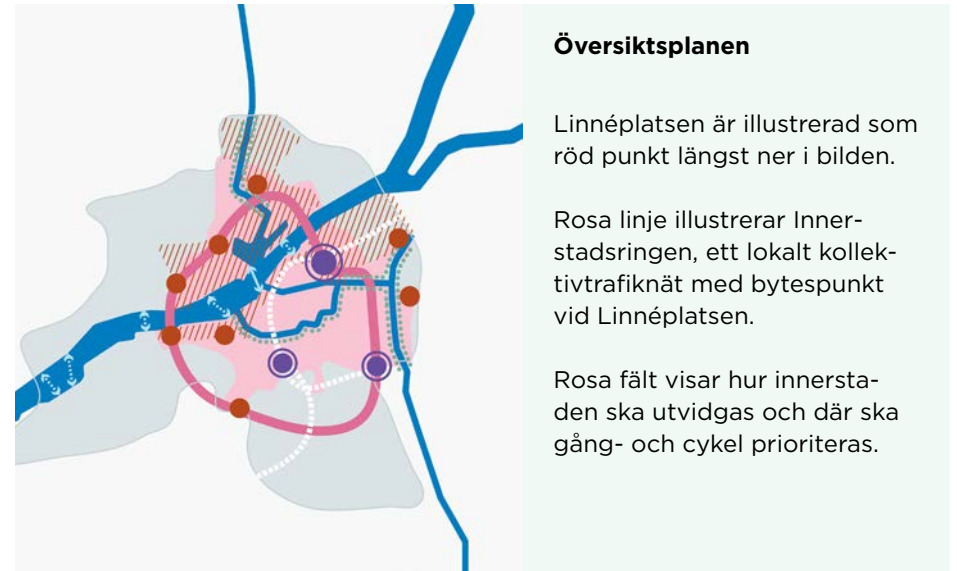 Översiktsplanen
Linnéplatsen är illustrerad som
röd punkt längst ner i bilden.
Rosa linje illustrerar Inner-
stadsringen, ett lokalt kollek-
tivtrafiknät med bytespunkt
vid Linnéplatsen.
Rosa fält visar hur innersta-
den ska utvidgas och där ska
gång- och cykel prioriteras.